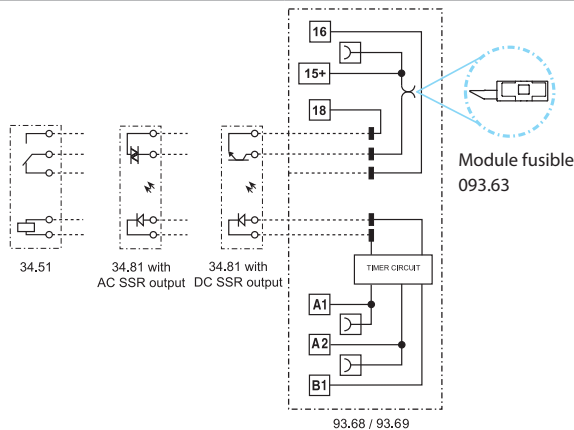 16
15+
18
Module fusible
093.63
34.51
34.81 with
AC SSR output
34.81 with
DC SSR output
TIMER CIRCUIT
A1
A2
B1
93.68 / 93.69